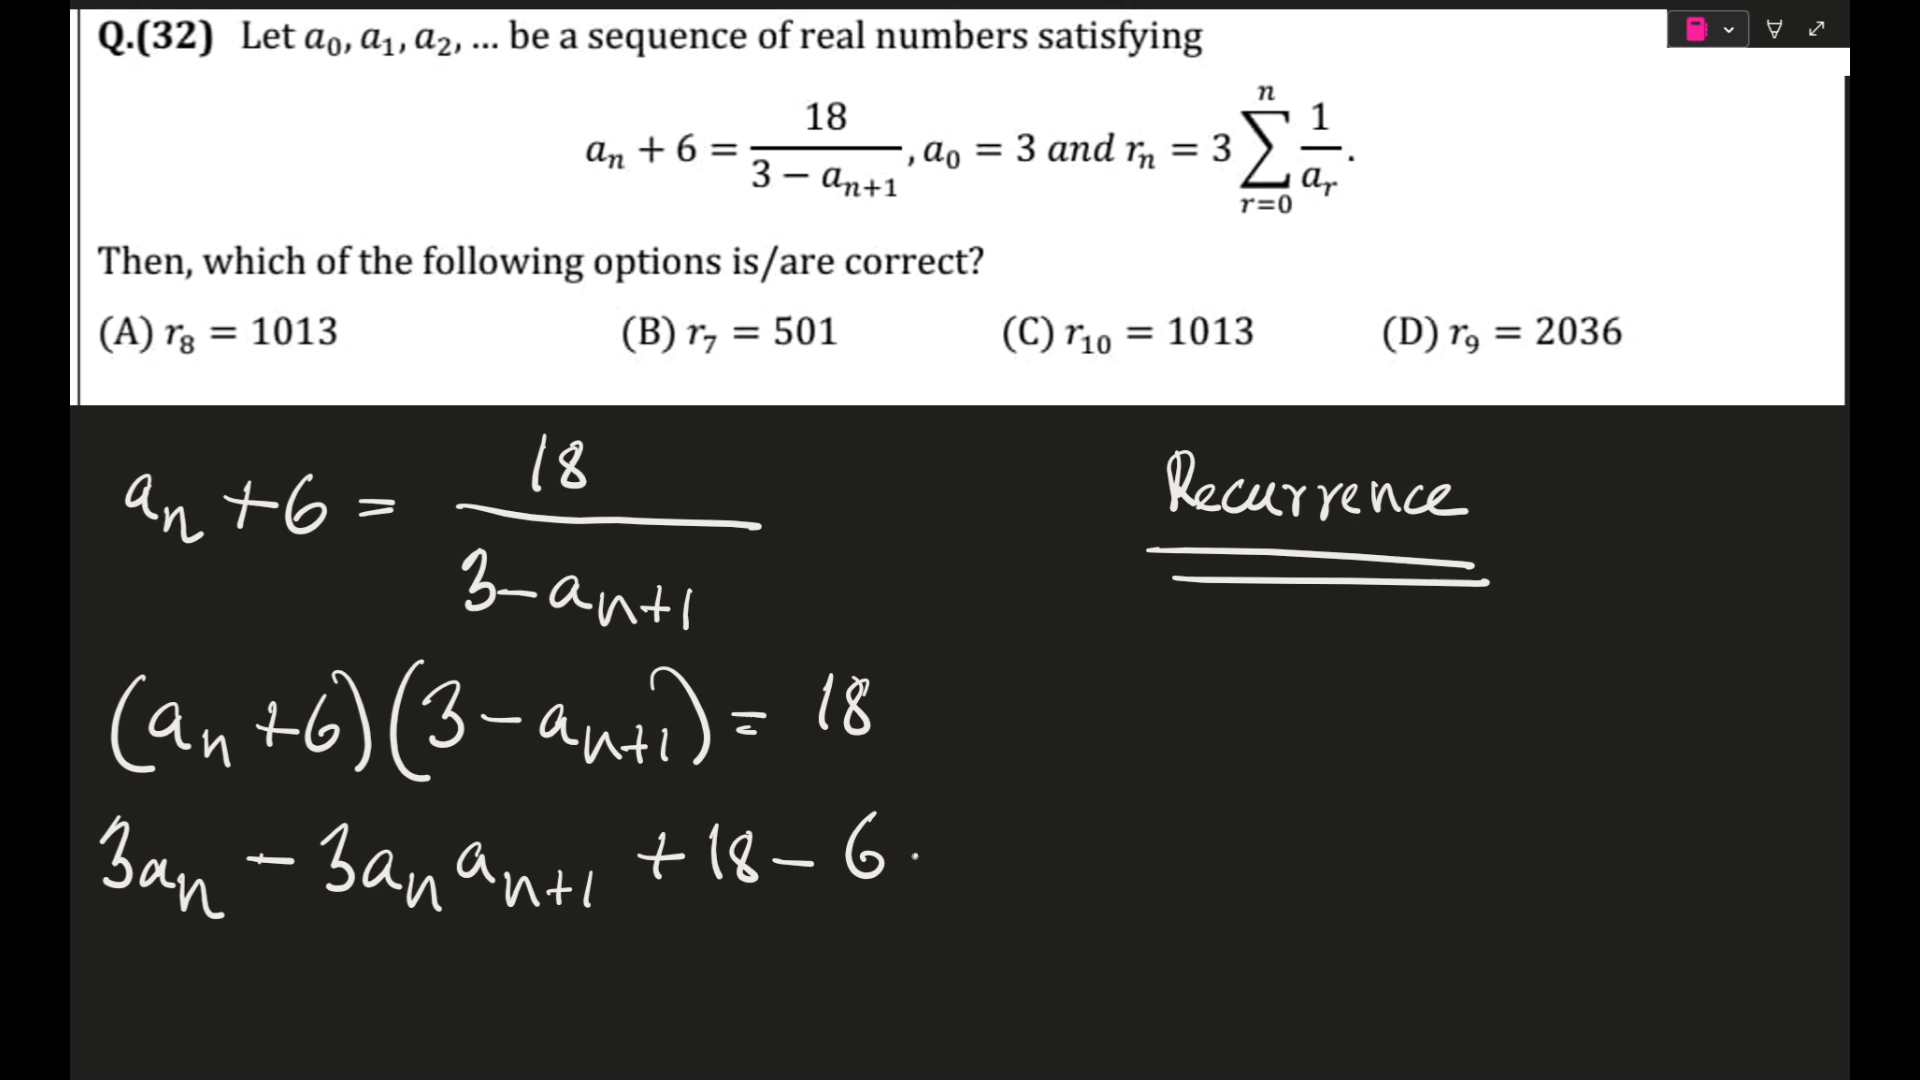 Q.(32) Let a₀, a₁, a₂, ... be a sequence of real numbers satisfying
aₙ + 6 = 18/(3 − aₙ₊₁), a₀ = 3 and rₙ = 3 ∑_{r=0}^{n} 1/aᵣ.
Then, which of the following options is/are correct?
(A) r₈ = 1013 (B) r₇ = 501 (C) r₁₀ = 1013 (D) r₉ = 2036
aₙ + 6 = 18/(3 − aₙ₊₁)
Recurrence
(aₙ + 6)(3 − aₙ₊₁) = 18
3aₙ − 3aₙ aₙ₊₁ + 18 − 6 .